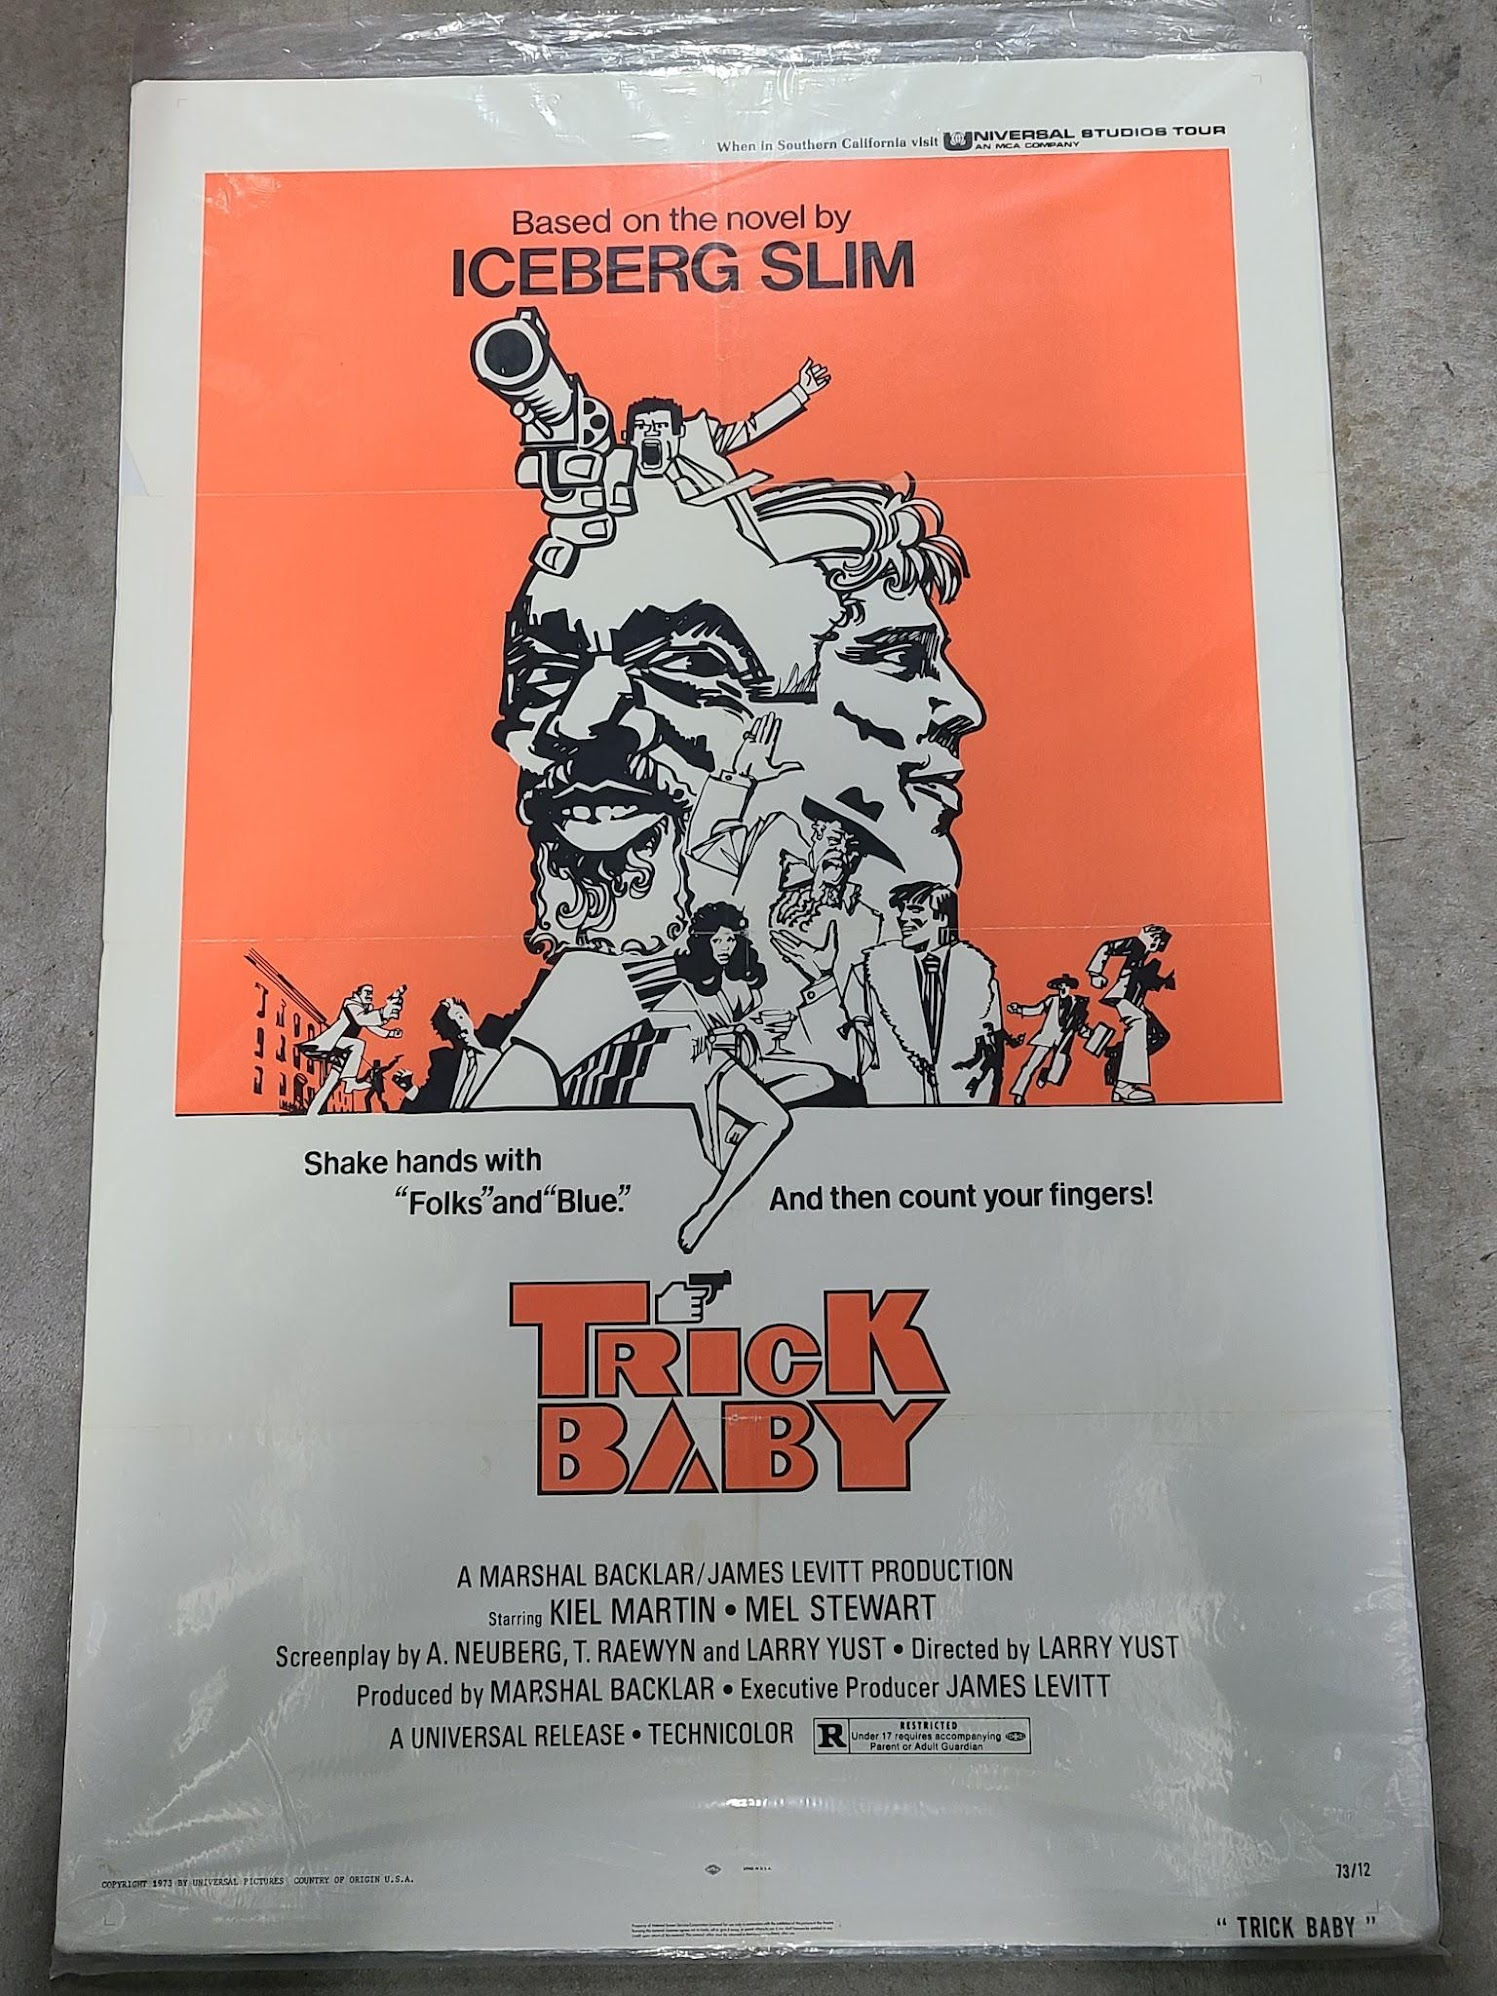 When in Southern California visit UNIVERSAL STUDIOS TOUR
AN MCA COMPANY
Based on the novel by
ICEBERG SLIM
Shake hands with
“Folks” and “Blue.”
And then count your fingers!
TRICK
BABY
A MARSHAL BACKLAR/JAMES LEVITT PRODUCTION
Starring KIEL MARTIN • MEL STEWART
Screenplay by A. NEUBERG, T. RAEWYN and LARRY YUST • Directed by LARRY YUST
Produced by MARSHAL BACKLAR • Executive Producer JAMES LEVITT
A UNIVERSAL RELEASE • TECHNICOLOR
R RESTRICTED
Under 17 requires accompanying
Parent or Adult Guardian
COPYRIGHT 1973 BY UNIVERSAL PICTURES COUNTRY OF ORIGIN U.S.A.
73/12
“ TRICK BABY ”